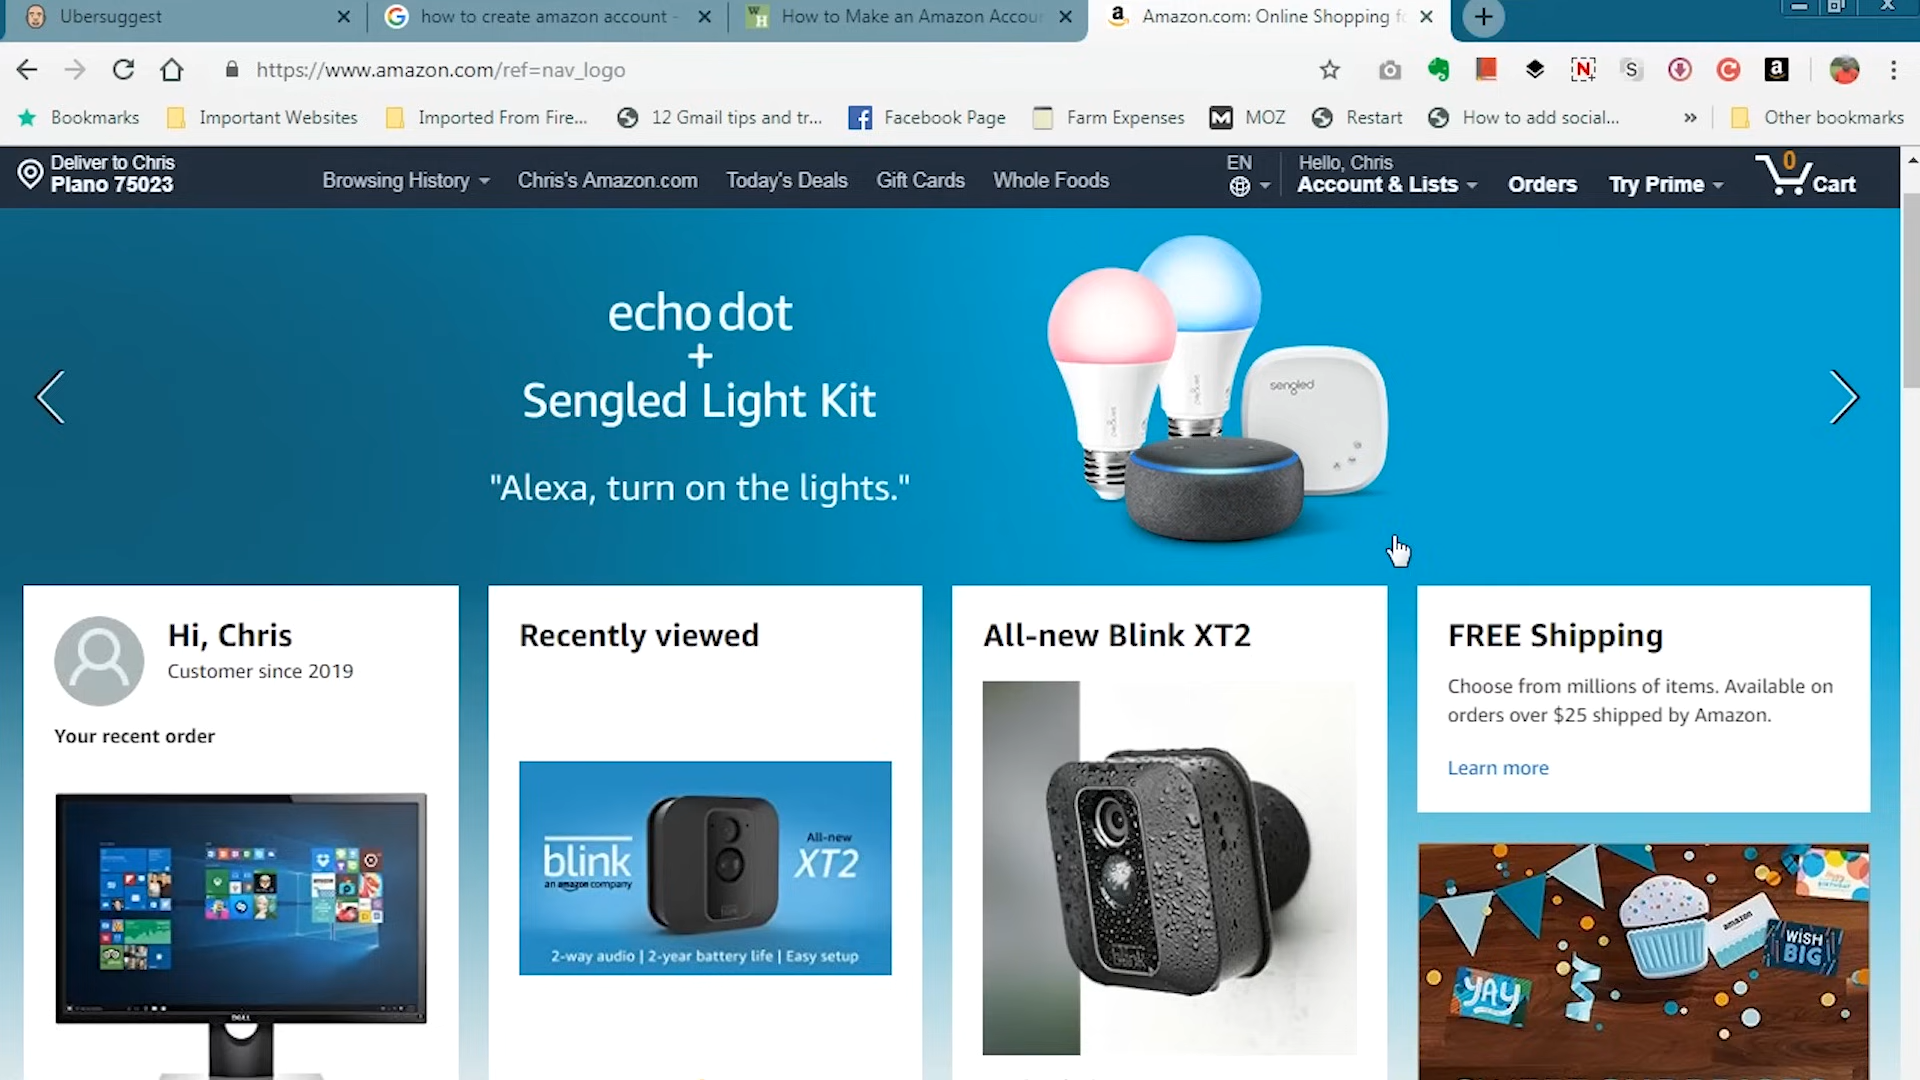 Ubersuggest
how to create amazon account -
How to Make an Amazon Accou
Amazon.com: Online Shopping fo
https://www.amazon.com/ref=nav_logo
Bookmarks
Important Websites
Imported From Fire...
12 Gmail tips and tr...
Facebook Page
Farm Expenses
MOZ
Restart
How to add social...
Other bookmarks
Deliver to Chris
Plano 75023
Browsing History
Chris's Amazon.com
Today's Deals
Gift Cards
Whole Foods
EN
Hello, Chris
Account & Lists
Orders
Try Prime
0
Cart
echo dot
+
Sengled Light Kit
"Alexa, turn on the lights."
sengled
Hi, Chris
Customer since 2019
Your recent order
DELL
Recently viewed
blink
an amazon company
All-new
XT2
2-way audio | 2-year battery life | Easy setup
All-new Blink XT2
blink
FREE Shipping
Choose from millions of items. Available on
orders over $25 shipped by Amazon.
Learn more
amazon
WISH
BIG
YAY